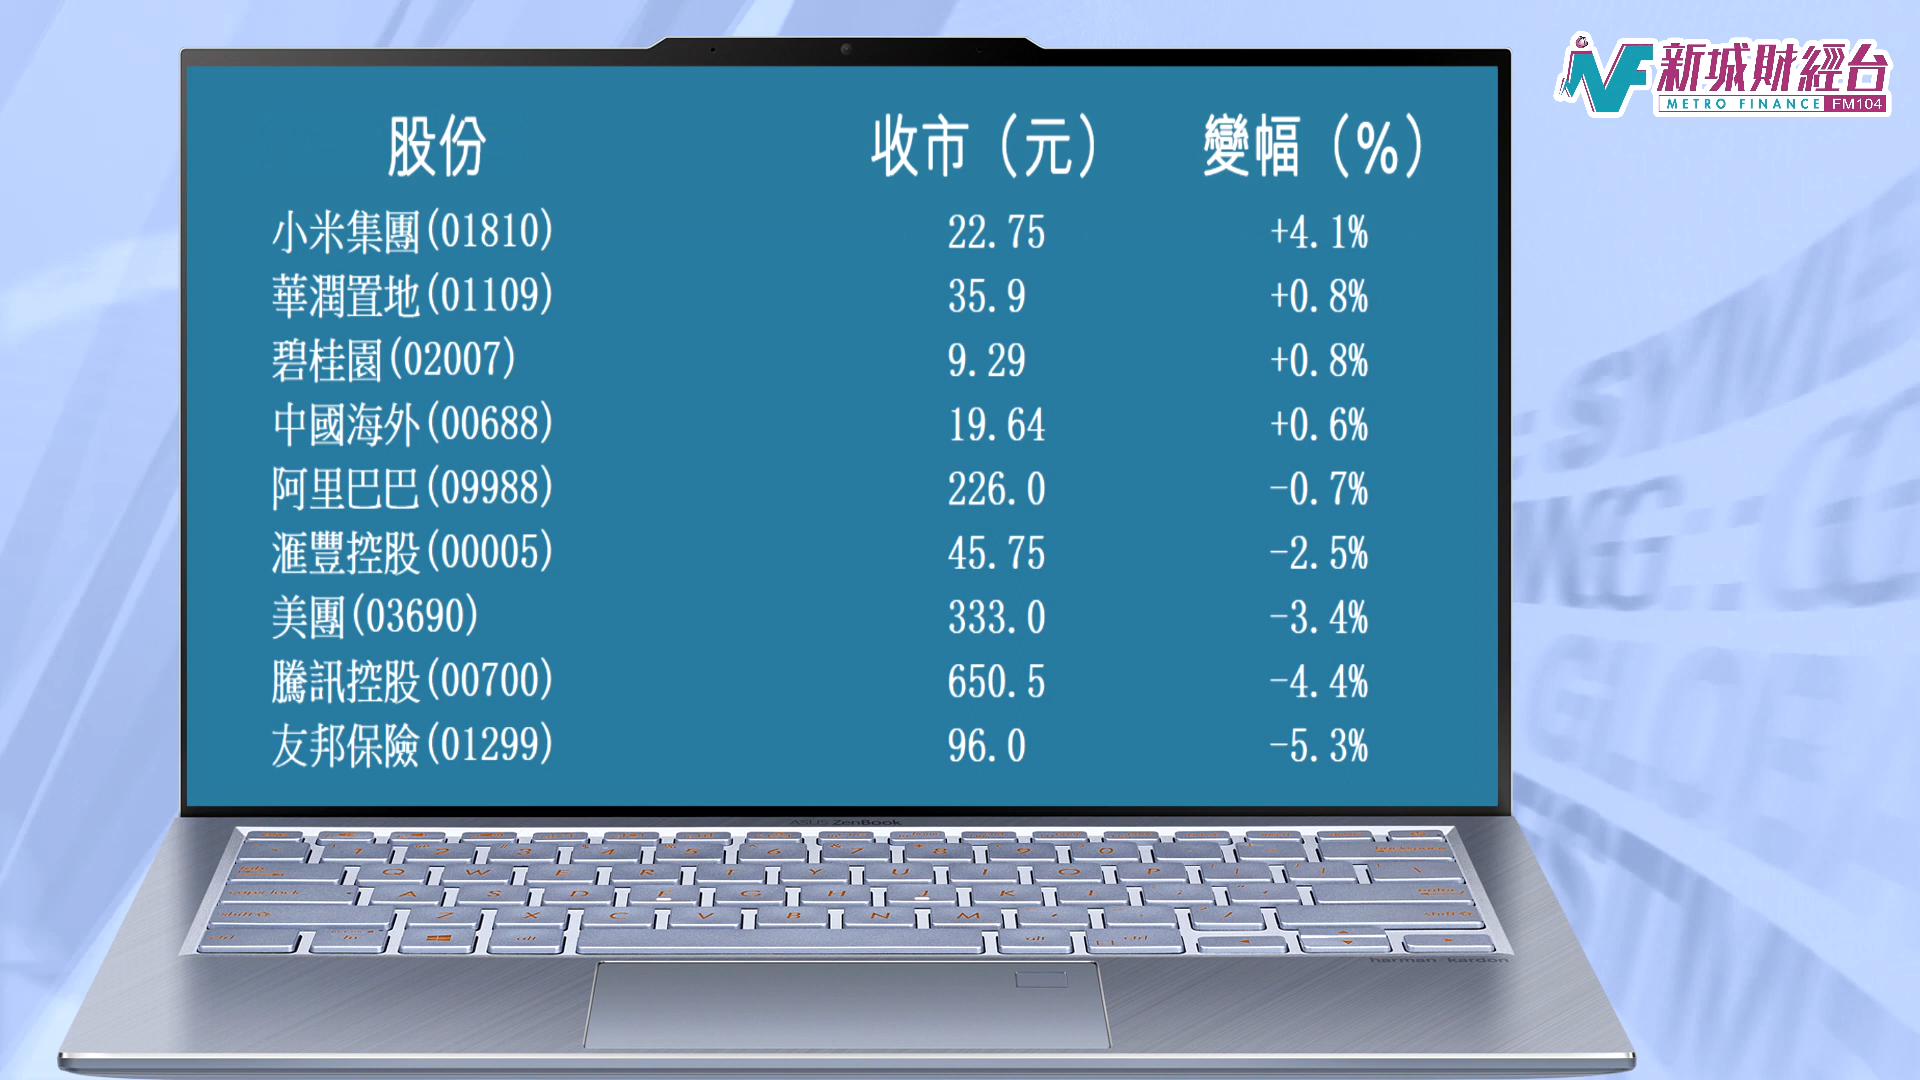 新城財經台
METRO FINANCE FM104
股份 收市（元） 變幅（%）
小米集團(01810) 22.75 +4.1%
華潤置地(01109) 35.9 +0.8%
碧桂園(02007) 9.29 +0.8%
中國海外(00688) 19.64 +0.6%
阿里巴巴(09988) 226.0 -0.7%
滙豐控股(00005) 45.75 -2.5%
美團(03690) 333.0 -3.4%
騰訊控股(00700) 650.5 -4.4%
友邦保險(01299) 96.0 -5.3%
ASUS ZenBook
harman kardon